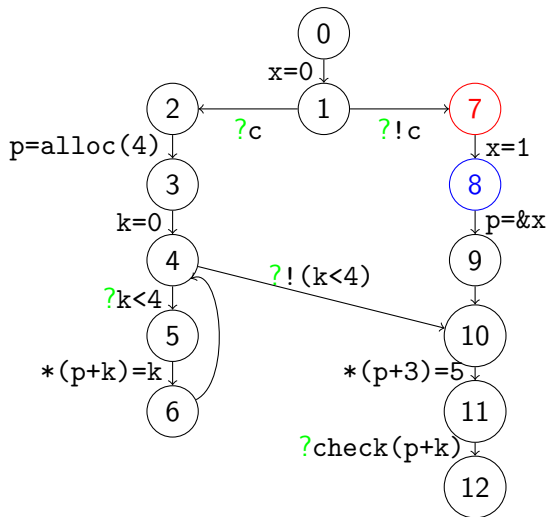 0
x=0
2 1 7
?c ?!c
p=alloc(4) x=1
3 8
k=0 p=&x
4 9
?!(k<4)
?k<4
5 10
*(p+k)=k *(p+3)=5
6 11
?check(p+k)
12